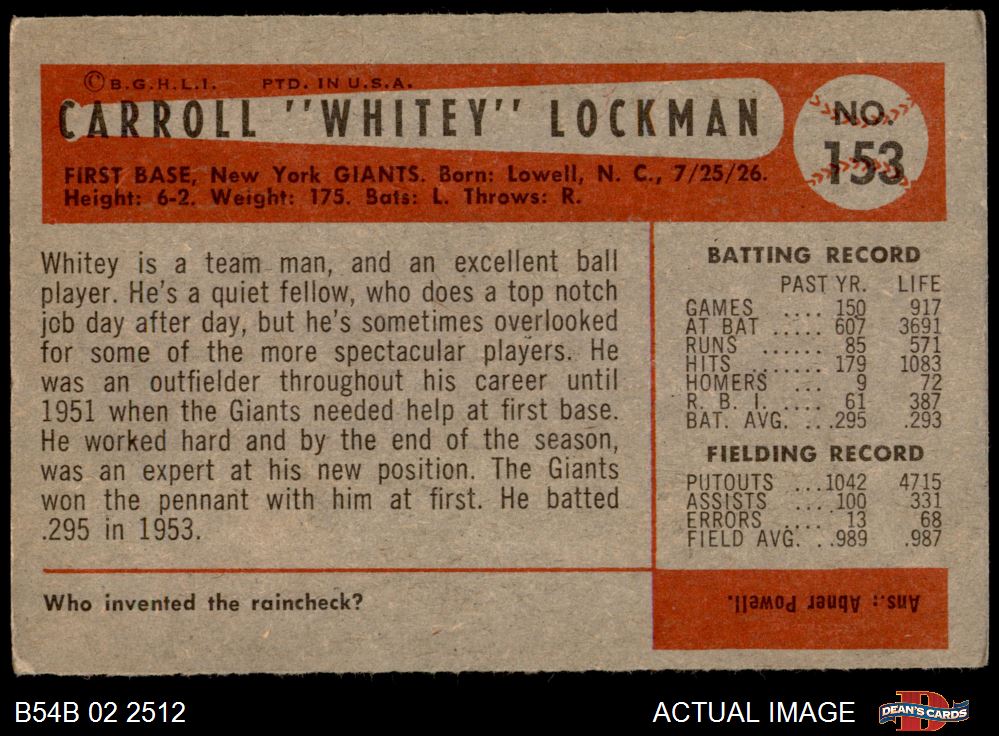 ©B.G.H.L.I. PTD. IN U.S.A.
CARROLL "WHITEY" LOCKMAN
NO.
153
FIRST BASE, New York GIANTS. Born: Lowell, N. C., 7/25/26.
Height: 6-2. Weight: 175. Bats: L. Throws: R.
Whitey is a team man, and an excellent ball
player. He's a quiet fellow, who does a top notch
job day after day, but he's sometimes overlooked
for some of the more spectacular players. He
was an outfielder throughout his career until
1951 when the Giants needed help at first base.
He worked hard and by the end of the season,
was an expert at his new position. The Giants
won the pennant with him at first. He batted
.295 in 1953.
BATTING RECORD
PAST YR. LIFE
GAMES .... 150 917
AT BAT ..... 607 3691
RUNS ...... 85 571
HITS ....... 179 1083
HOMERS ... 9 72
R. B. I. .... 61 387
BAT. AVG. ...295 .293
FIELDING RECORD
PUTOUTS ...1042 4715
ASSISTS .... 100 331
ERRORS .... 13 68
FIELD AVG. ..989 .987
Who invented the raincheck?
Ans.: Abner Powell.
B54B 02 2512
ACTUAL IMAGE
DEAN'S CARDS